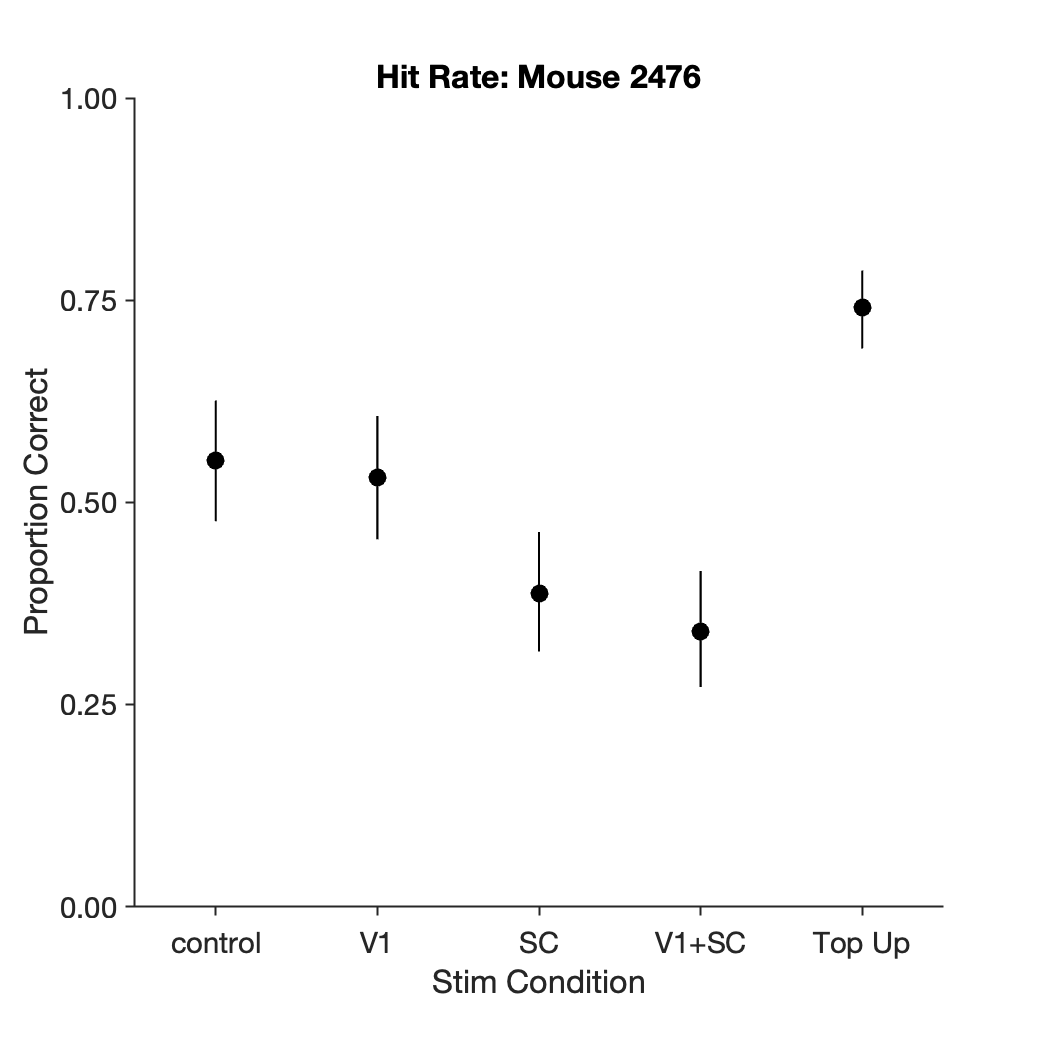 Hit Rate: Mouse 2476
1.00
0.75
0.50
0.25
0.00
Proportion Correct
control V1 SC V1+SC Top Up
Stim Condition